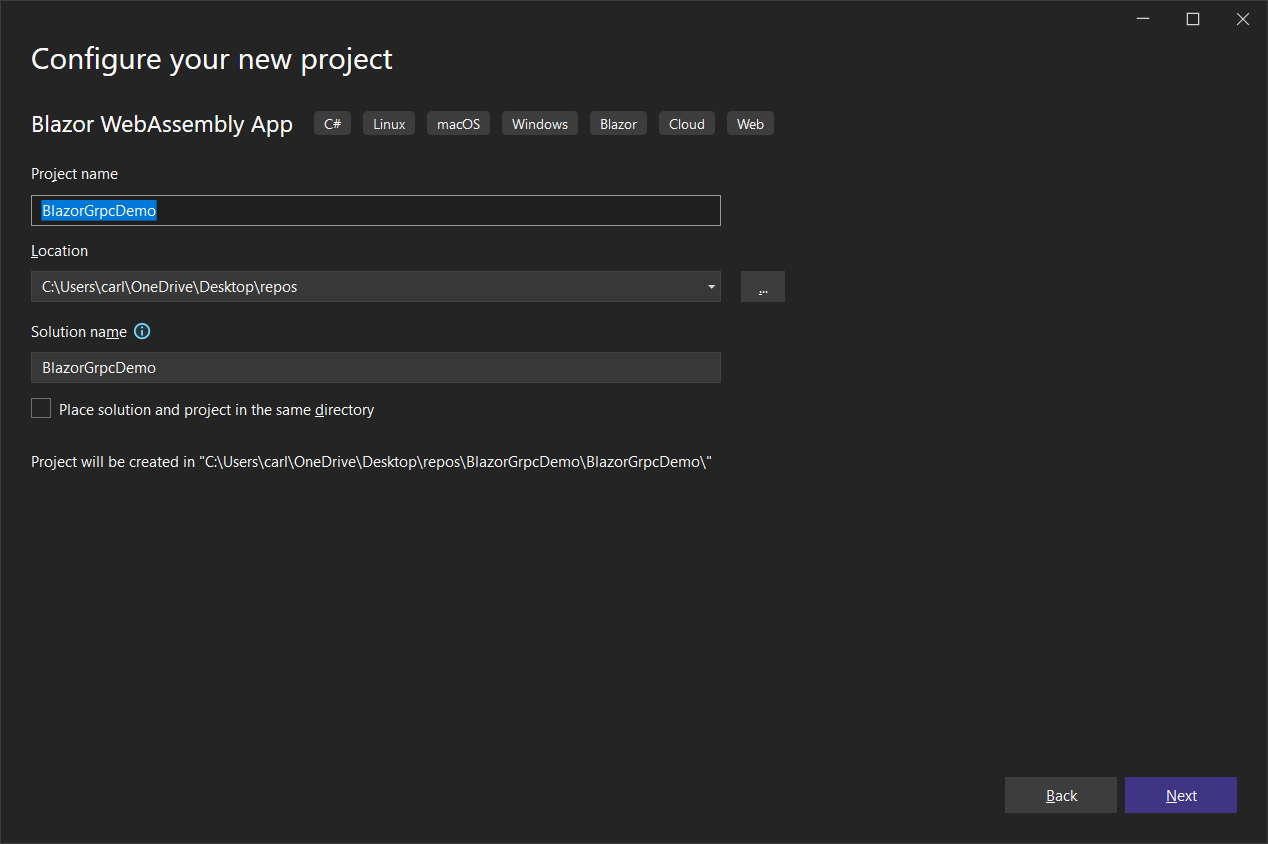 Configure your new project
Blazor WebAssembly App C# Linux macOS Windows Blazor Cloud Web
Project name
BlazorGrpcDemo
Location
C:\Users\carl\OneDrive\Desktop\repos
...
Solution name
BlazorGrpcDemo
Place solution and project in the same directory
Project will be created in "C:\Users\carl\OneDrive\Desktop\repos\BlazorGrpcDemo\BlazorGrpcDemo\"
Back Next